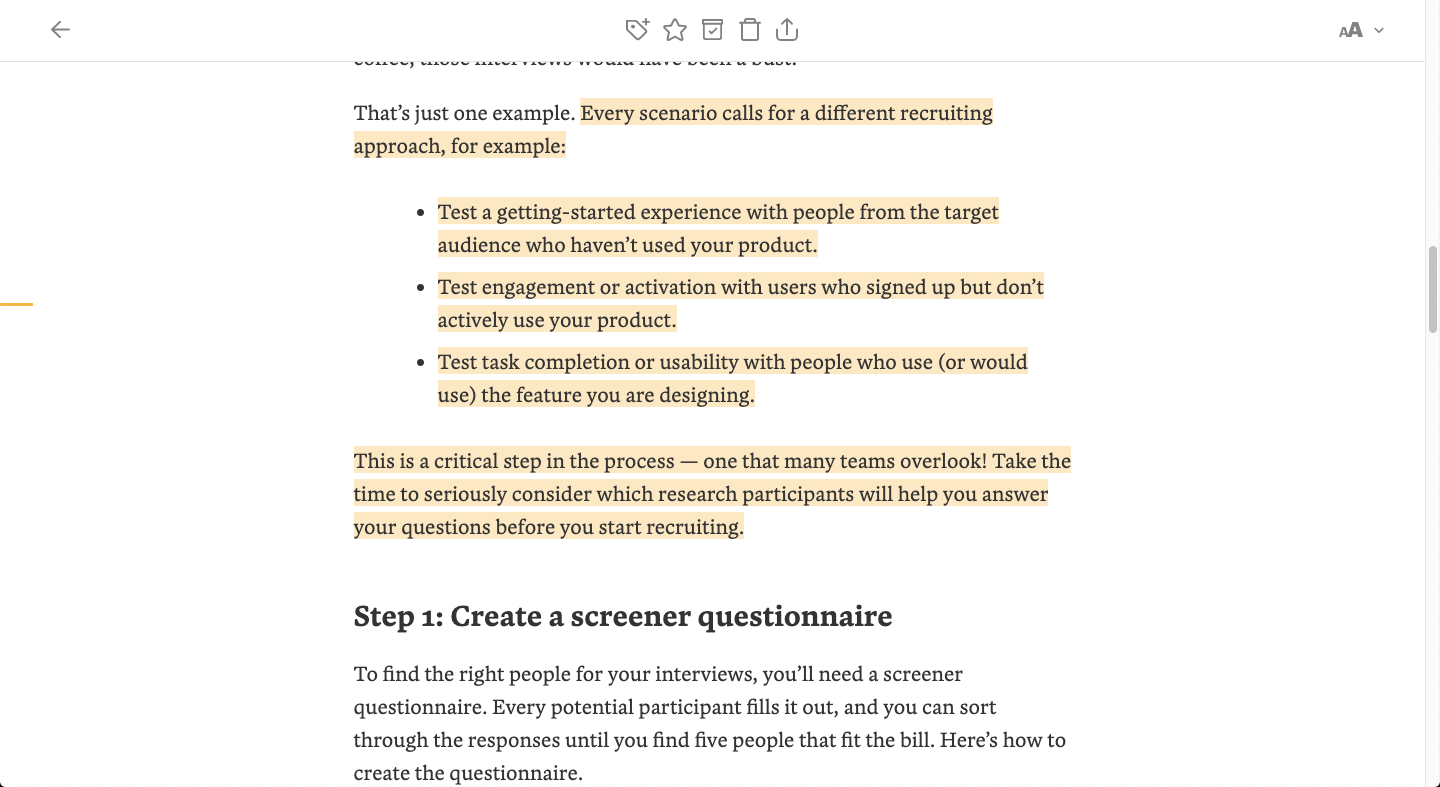 AA
coffee, those interviews would have been a bust.
That’s just one example. Every scenario calls for a different recruiting
approach, for example:
• Test a getting-started experience with people from the target
audience who haven’t used your product.
• Test engagement or activation with users who signed up but don’t
actively use your product.
• Test task completion or usability with people who use (or would
use) the feature you are designing.
This is a critical step in the process — one that many teams overlook! Take the
time to seriously consider which research participants will help you answer
your questions before you start recruiting.
Step 1: Create a screener questionnaire
To find the right people for your interviews, you’ll need a screener
questionnaire. Every potential participant fills it out, and you can sort
through the responses until you find five people that fit the bill. Here’s how to
create the questionnaire.